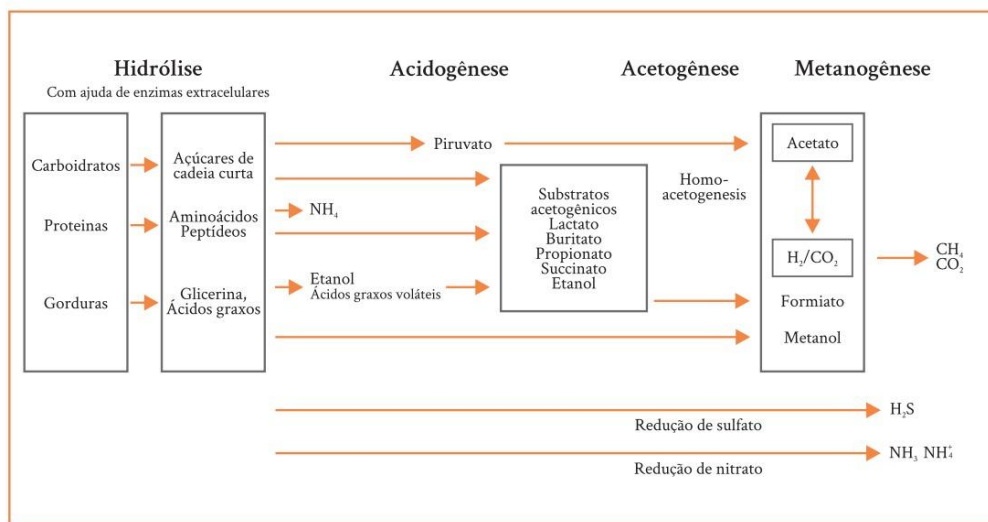 Hidrólise
Com ajuda de enzimas extracelulares
Acidogênese
Acetogênese
Metanogênese
Carboidratos
Proteinas
Gorduras
Açúcares de
cadeia curta
Aminoácidos
Peptídeos
Glicerina,
Ácidos graxos
Piruvato
NH₄
Etanol
Ácidos graxos voláteis
Substratos
acetogênicos
Lactato
Buritato
Propionato
Succinato
Etanol
Homo-
acetogenesis
Acetato
H₂/CO₂
Formiato
Metanol
CH₄
CO₂
Redução de sulfato
H₂S
Redução de nitrato
NH₃ NH₄⁺